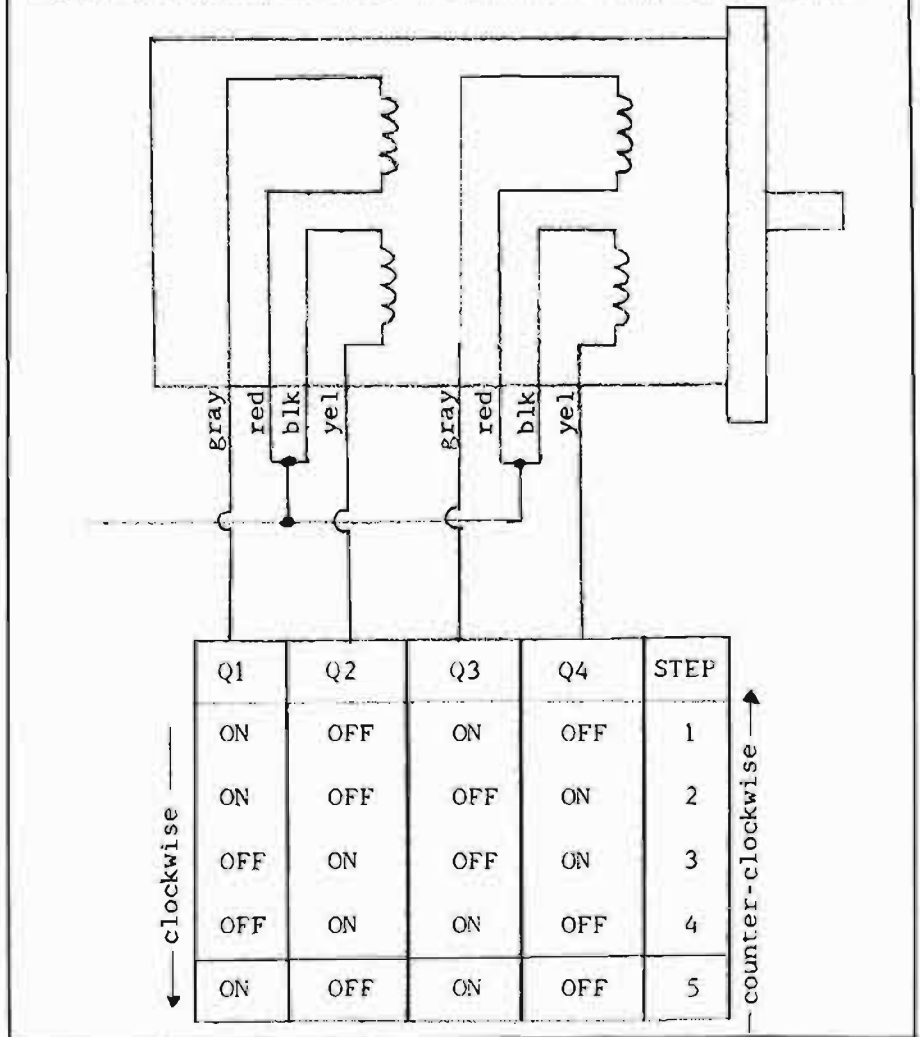 gray red blk yel gray red blk yel
Q1 Q2 Q3 Q4 STEP
ON OFF ON OFF 1
ON OFF OFF ON 2
OFF ON OFF ON 3
OFF ON ON OFF 4
ON OFF ON OFF 5
clockwise
counter-clockwise